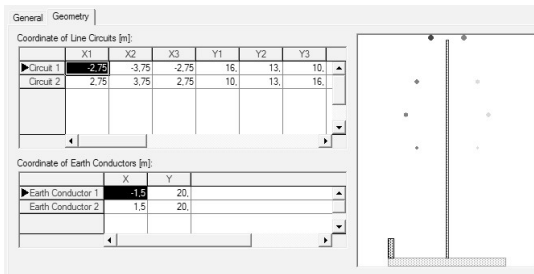 General Geometry
Coordinate of Line Circuits [m]:
X1 X2 X3 Y1 Y2 Y3
Circuit 1 -2,75 -3,75 -2,75 16, 13, 10,
Circuit 2 2,75 3,75 2,75 10, 13, 16,
Coordinate of Earth Conductors [m]:
X Y
Earth Conductor 1 -1,5 20,
Earth Conductor 2 1,5 20,